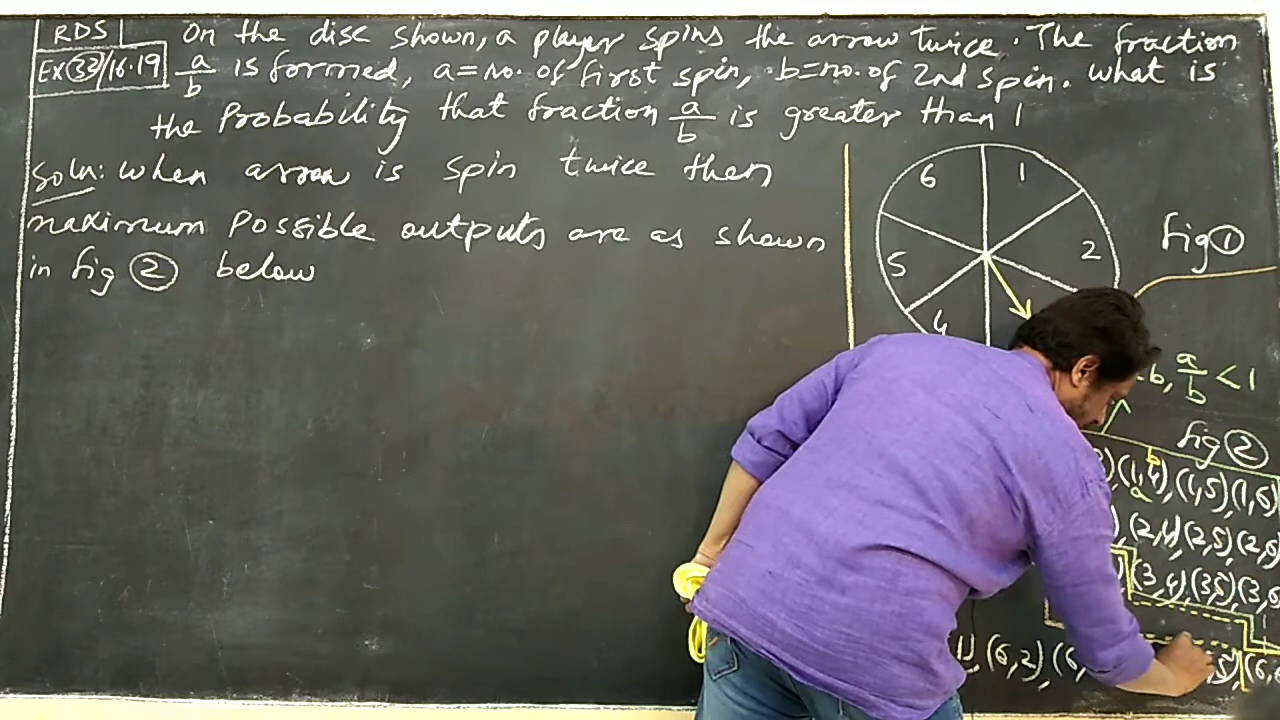 RDS On the disc shown, a player spins the arrow twice. The fraction
Ex(32)/16.19 a/b is formed, a=no. of first spin, b=no. of 2nd spin. What is
the Probability that fraction a/b is greater than 1
Soln: when arrow is spin twice then
maximum Possible outputs are as shown
in fig ② below
6 1
5 2
4
fig ①
b, a/b < 1
fig ②
b
(1,4), (1,5) (1,6)
a
(2,4) (2,5) (2,6)
(3,4), (3,5) (3,6
1), (6,2), (6, 5), (6,6